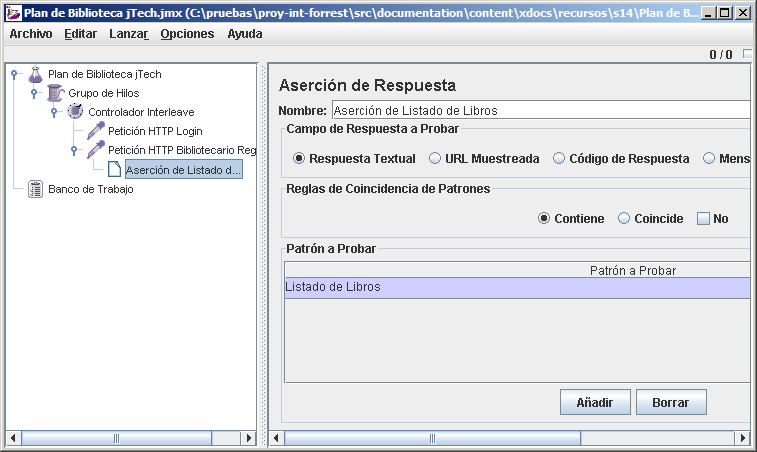 Plan de Biblioteca jTech.jmx (C:\pruebas\proy-int-forrest\src\documentation\content\xdocs\recursos\s14\Plan de B...
Archivo Editar Lanzar Opciones Ayuda
0 / 0
Plan de Biblioteca jTech
Grupo de Hilos
Controlador Interleave
Petición HTTP Login
Petición HTTP Bibliotecario Reg
Aserción de Listado d...
Banco de Trabajo
Aserción de Respuesta
Nombre: Aserción de Listado de Libros
Campo de Respuesta a Probar
Respuesta Textual URL Muestreada Código de Respuesta Mens
Reglas de Coincidencia de Patrones
Contiene Coincide No
Patrón a Probar
Patrón a Probar
Listado de Libros
Añadir Borrar